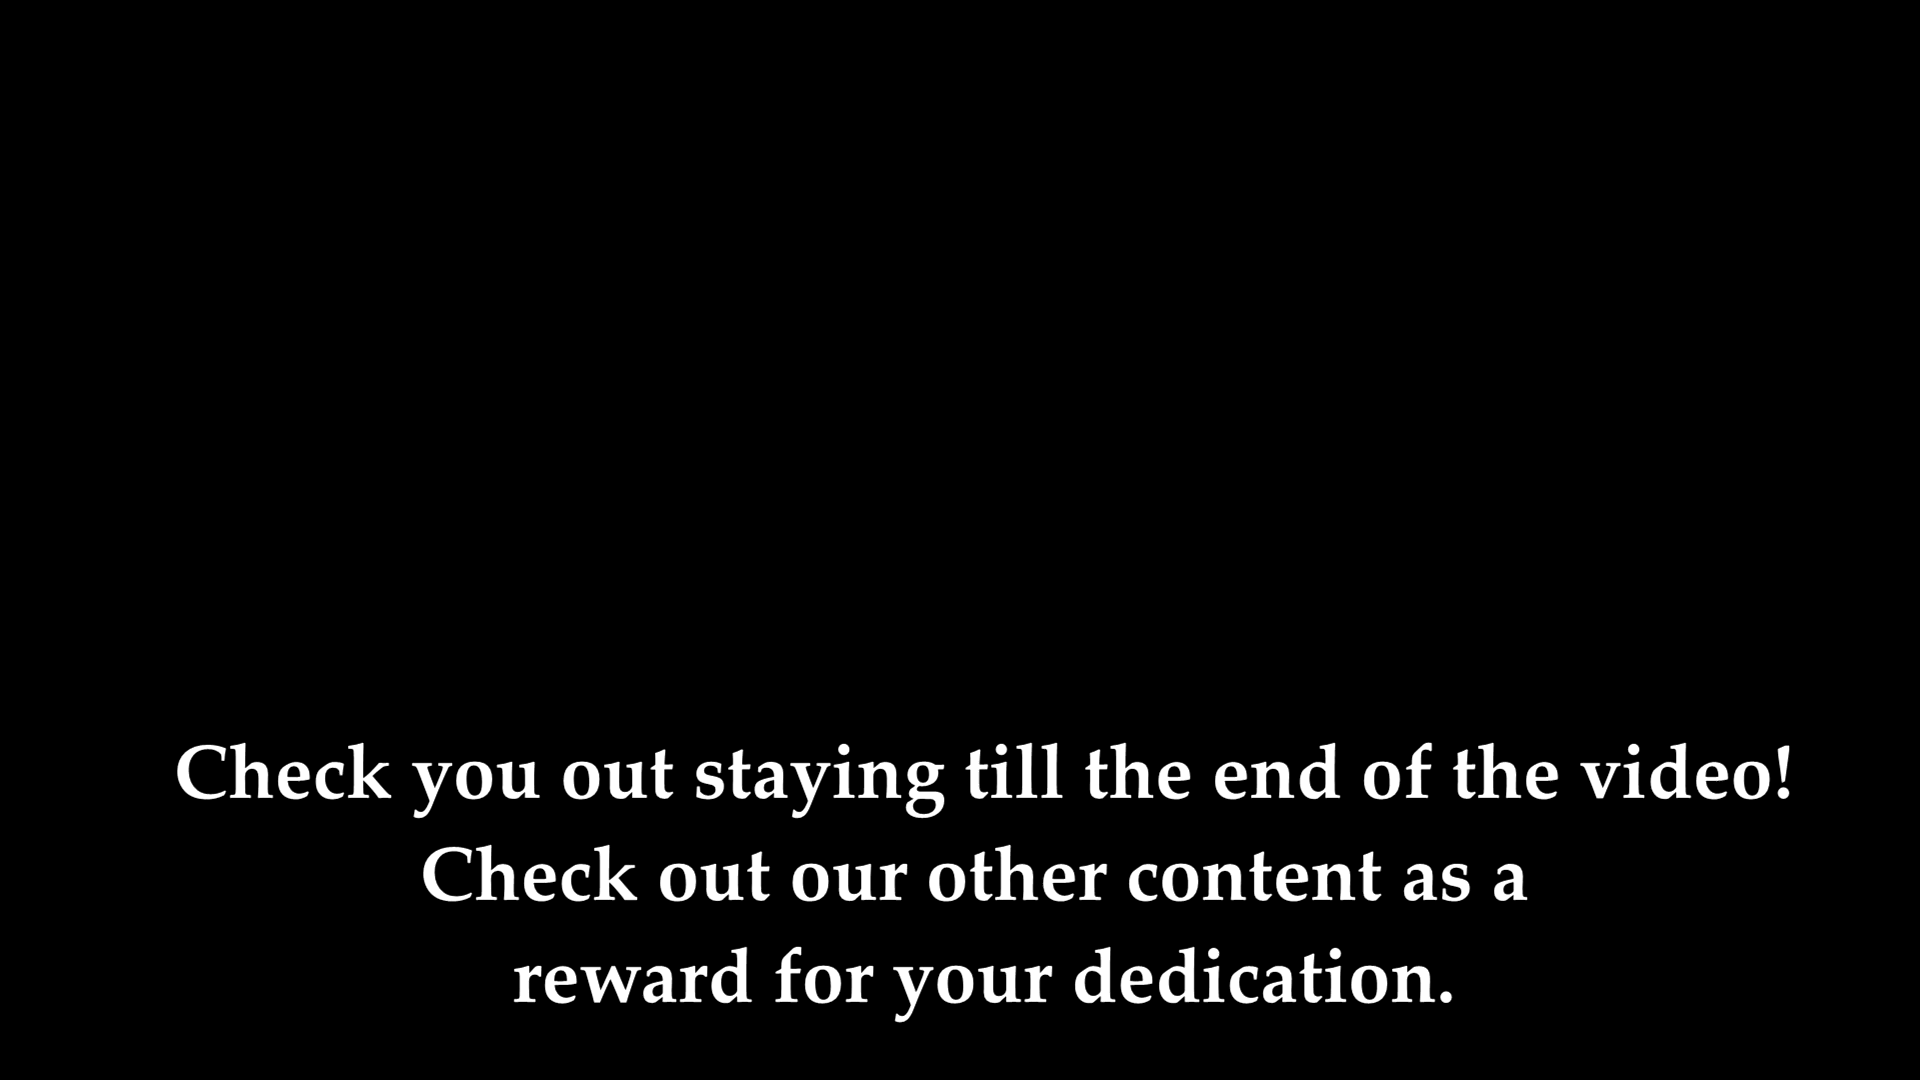 Check you out staying till the end of the video!
Check out our other content as a
reward for your dedication.